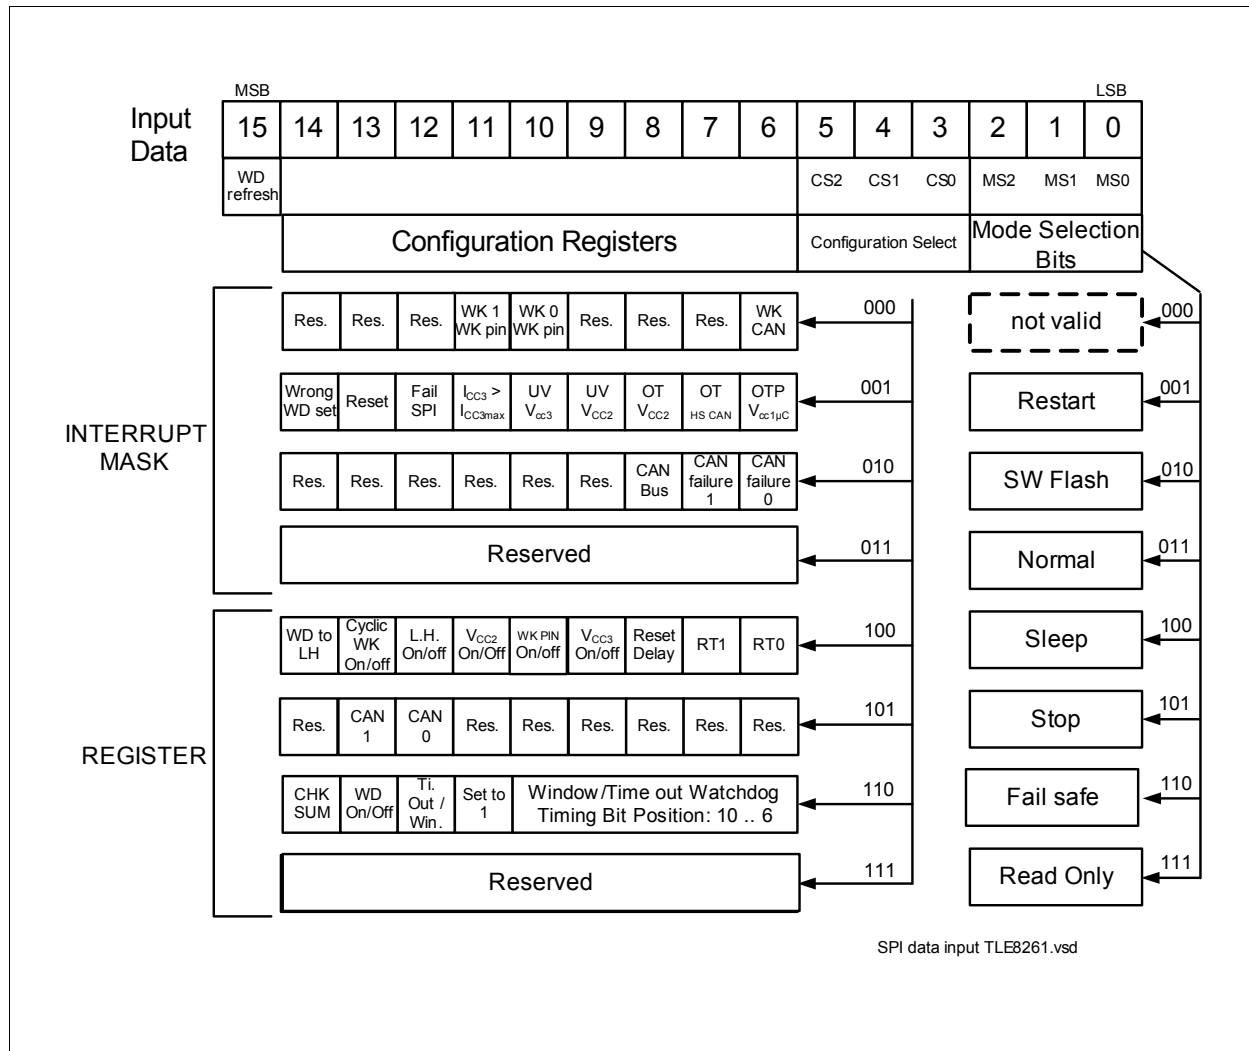 MSB LSB
Input Data 15 14 13 12 11 10 9 8 7 6 5 4 3 2 1 0
WD refresh CS2 CS1 CS0 MS2 MS1 MS0
Configuration Registers Configuration Select Mode Selection Bits
INTERRUPT MASK
Res. Res. Res. WK 1 WK pin WK 0 WK pin Res. Res. Res. WK CAN 000 not valid 000
Wrong WD set Reset Fail SPI ICC3 > ICC3max UV Vcc3 UV VCC2 OT VCC2 OT HS CAN OTP Vcc1µC 001 Restart 001
Res. Res. Res. Res. Res. Res. CAN Bus CAN failure 1 CAN failure 0 010 SW Flash 010
Reserved 011 Normal 011
REGISTER
WD to LH Cyclic WK On/off L.H. On/off VCC2 On/Off WK PIN On/off VCC3 On/off Reset Delay RT1 RT0 100 Sleep 100
Res. CAN 1 CAN 0 Res. Res. Res. Res. Res. Res. 101 Stop 101
CHK SUM WD On/Off Ti. Out / Win. Set to 1 Window/Time out Watchdog Timing Bit Position: 10 .. 6 110 Fail safe 110
Reserved 111 Read Only 111
SPI data input TLE8261.vsd